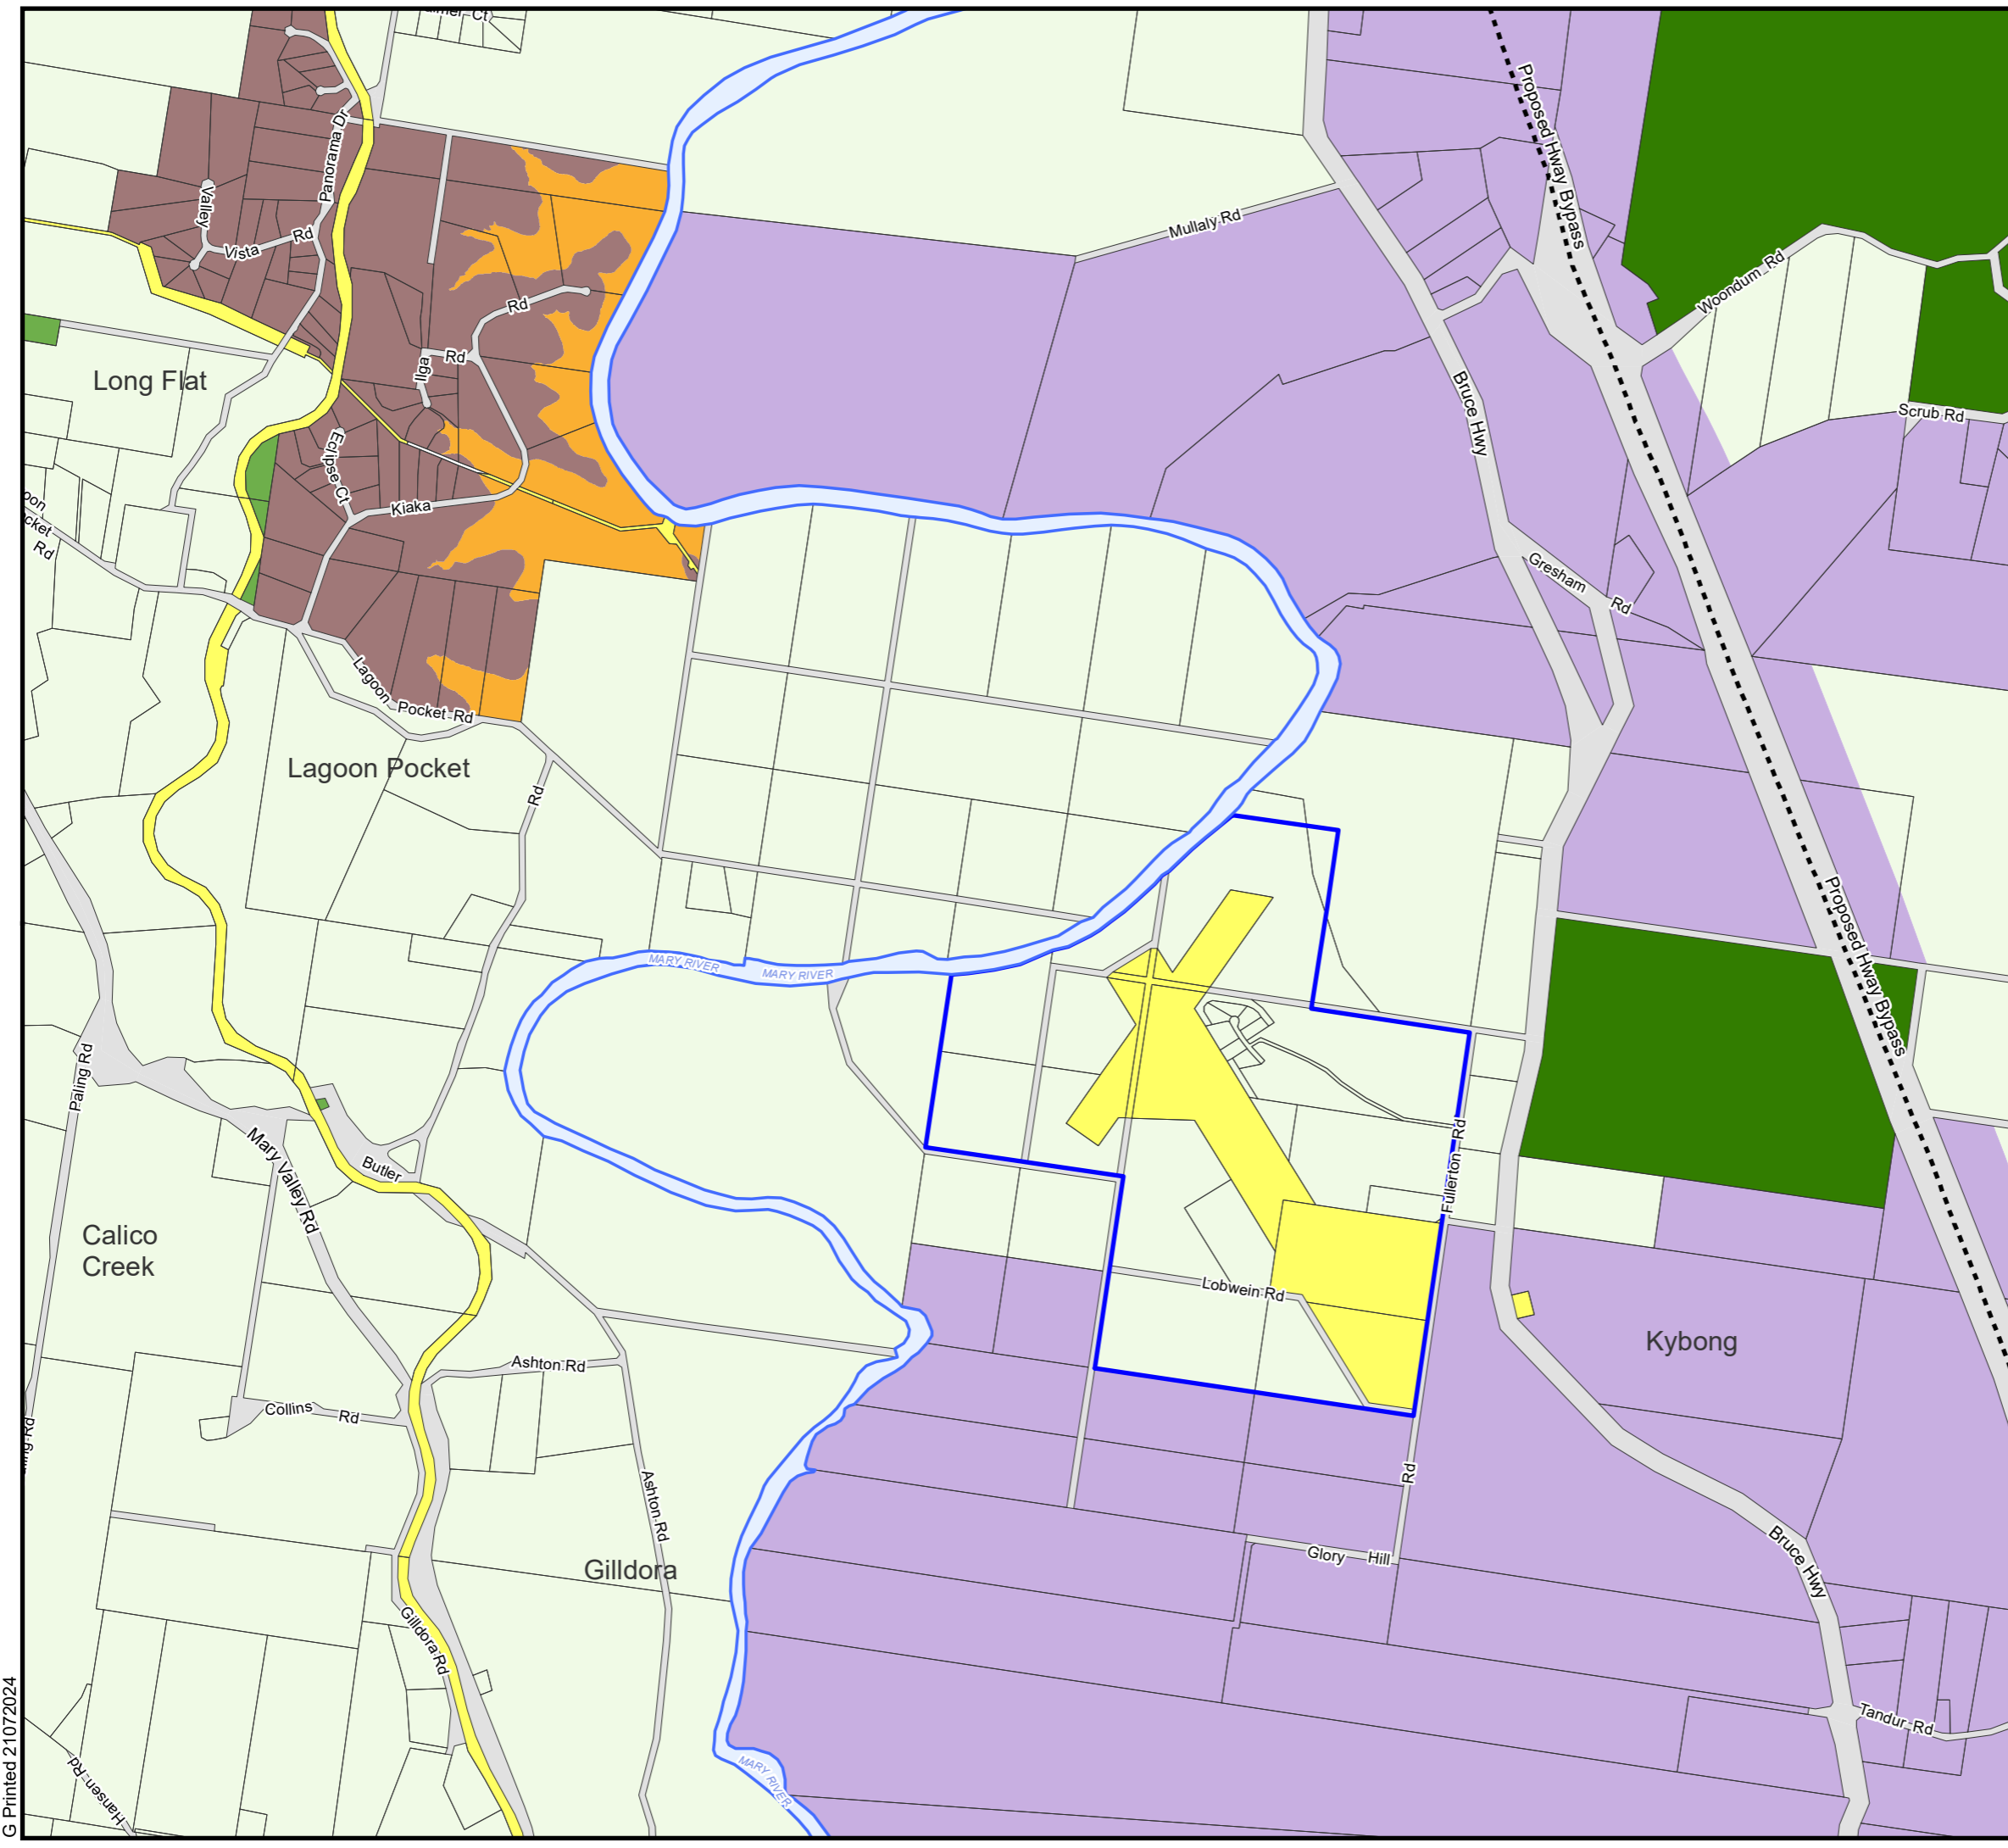 Proposed Hwy Bypass
Panorama Dr
Valley
Vista
Rd
Mullaly Rd
Woondum Rd
Rd
Rd
Ilga
Long Flat
Bruce Hwy
Scrub Rd
Eclipse Ct
Kiaka
Rd
Gresham
Rd
Lagoon
Pocket Rd
Lagoon Pocket
Rd
Proposed Hwy Bypass
MARY RIVER
MARY RIVER
Paling Rd
Mary Valley Rd
Butler
Fullerton Rd
Calico
Creek
Lobwein Rd
Kybong
Ashton Rd
Collins
Rd
Ashton Rd
Rd
Glory
Hill
Bruce Hwy
Gilldora
Gilldora Rd
Tandur Rd
MARY RIVER
Hansen Rd
G Printed 21072024